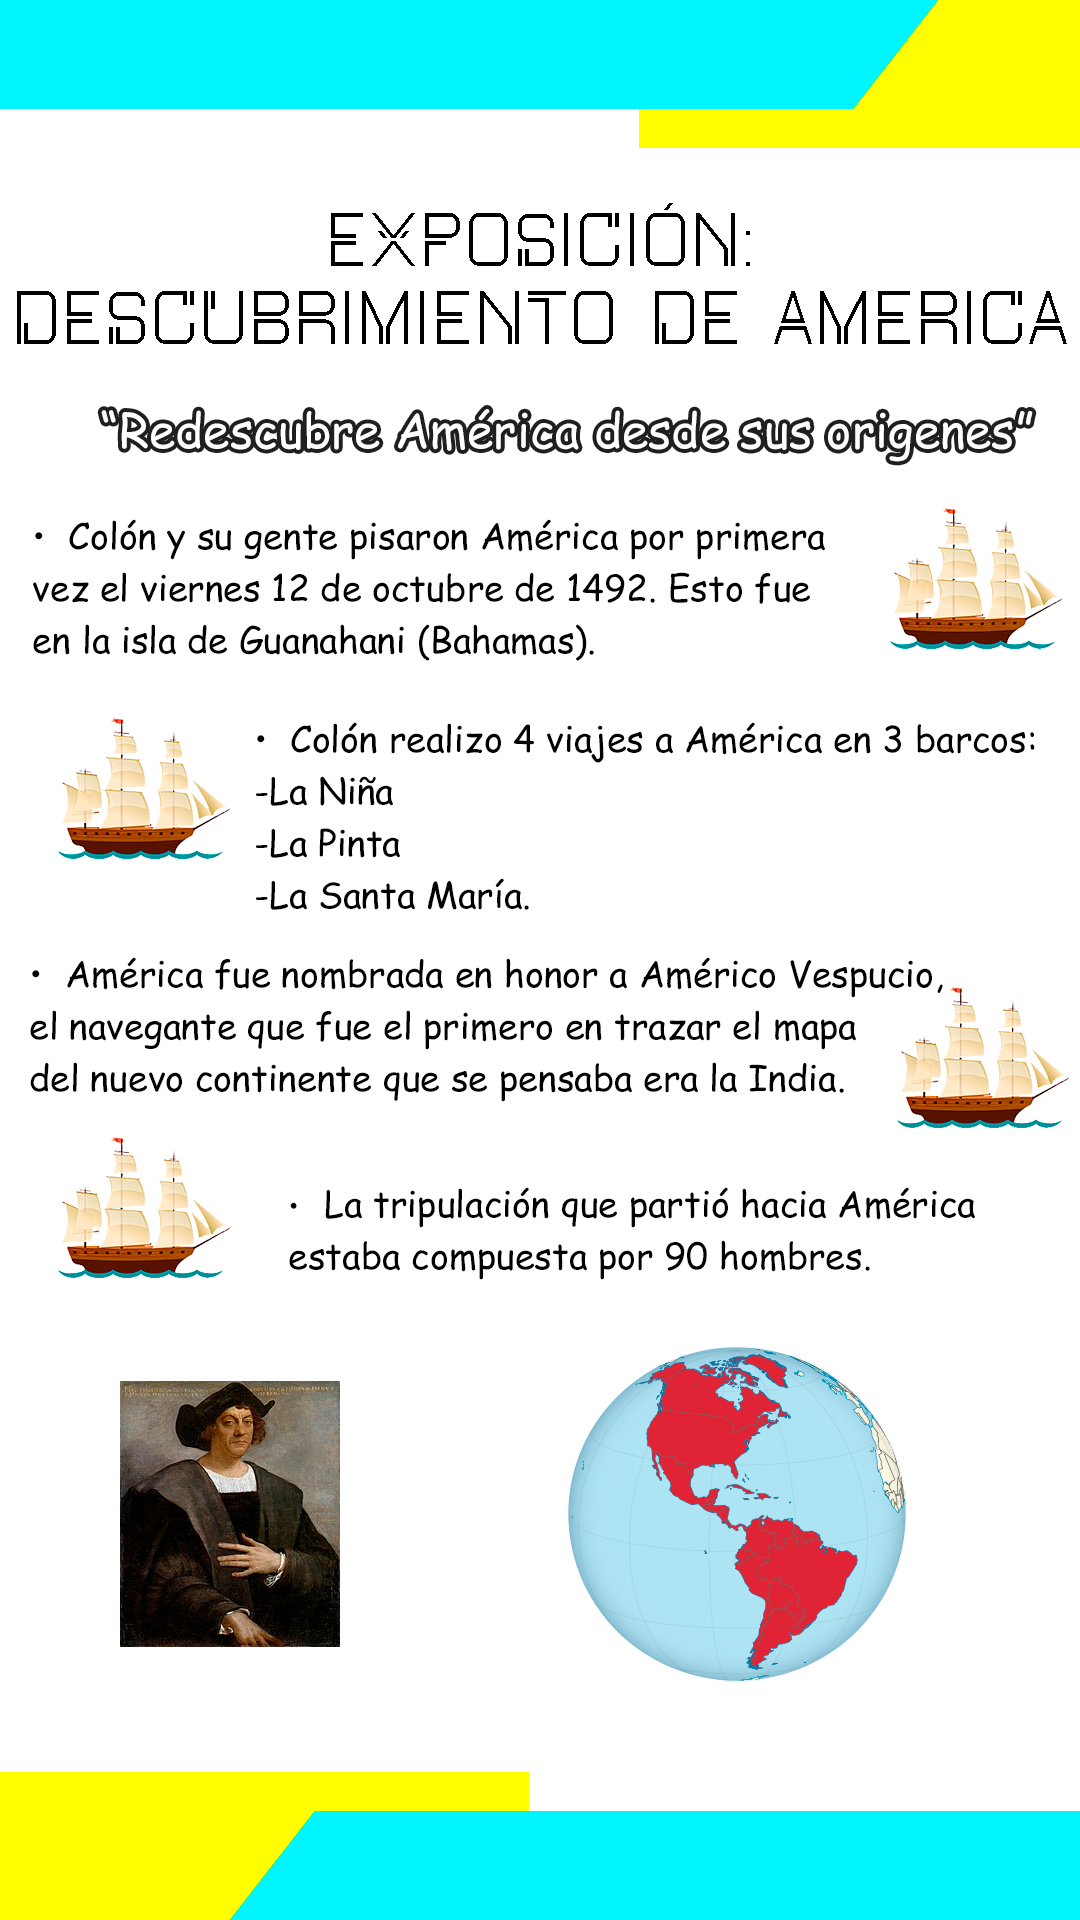 EXPOSICIÓN:
DESCUBRIMIENTO DE AMERICA
“Redescubre América desde sus origenes”
• Colón y su gente pisaron América por primera
vez el viernes 12 de octubre de 1492. Esto fue
en la isla de Guanahani (Bahamas).
• Colón realizo 4 viajes a América en 3 barcos:
-La Niña
-La Pinta
-La Santa María.
• América fue nombrada en honor a Américo Vespucio,
el navegante que fue el primero en trazar el mapa
del nuevo continente que se pensaba era la India.
• La tripulación que partió hacia América
estaba compuesta por 90 hombres.